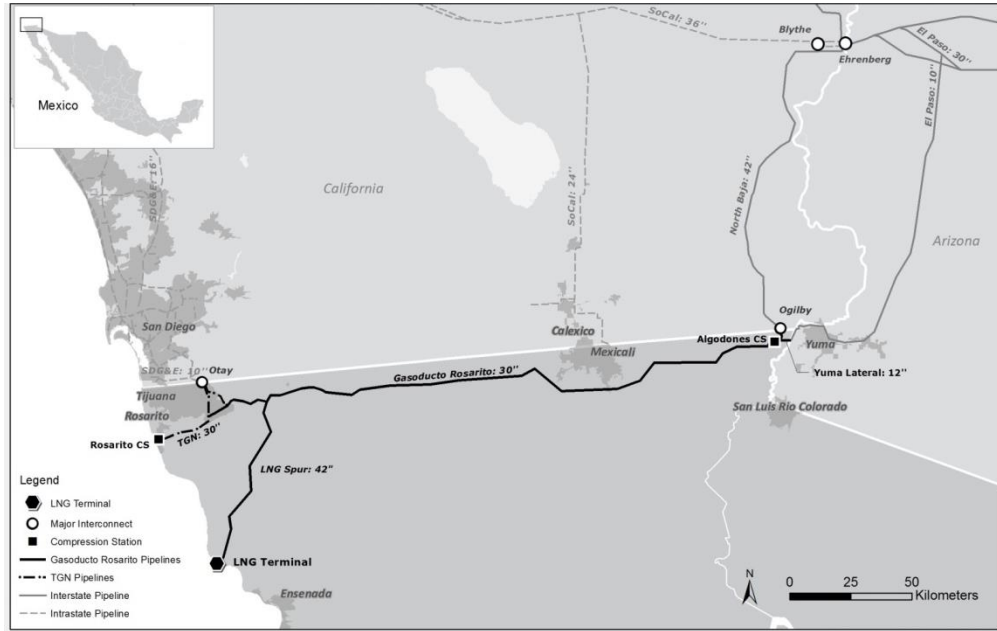 Mexico
SoCal: 36"
Blythe
Ehrenberg
El Paso: 30"
El Paso: 10"
SDG&E: 16"
California
SoCal: 24"
North Baja: 42"
Arizona
San Diego
Ogilby
Calexico
Algodones CS
Yuma
Mexicali
SDG&E: 10"
Otay
Gasoducto Rosarito: 30"
Yuma Lateral: 12"
Tijuana
Rosarito
San Luis Rio Colorado
Rosarito CS
TGN: 30"
LNG Spur: 42"
Legend
LNG Terminal
Major Interconnect
Compression Station
Gasoducto Rosarito Pipelines
TGN Pipelines
Interstate Pipeline
Intrastate Pipeline
LNG Terminal
Ensenada
N
0 25 50
Kilometers